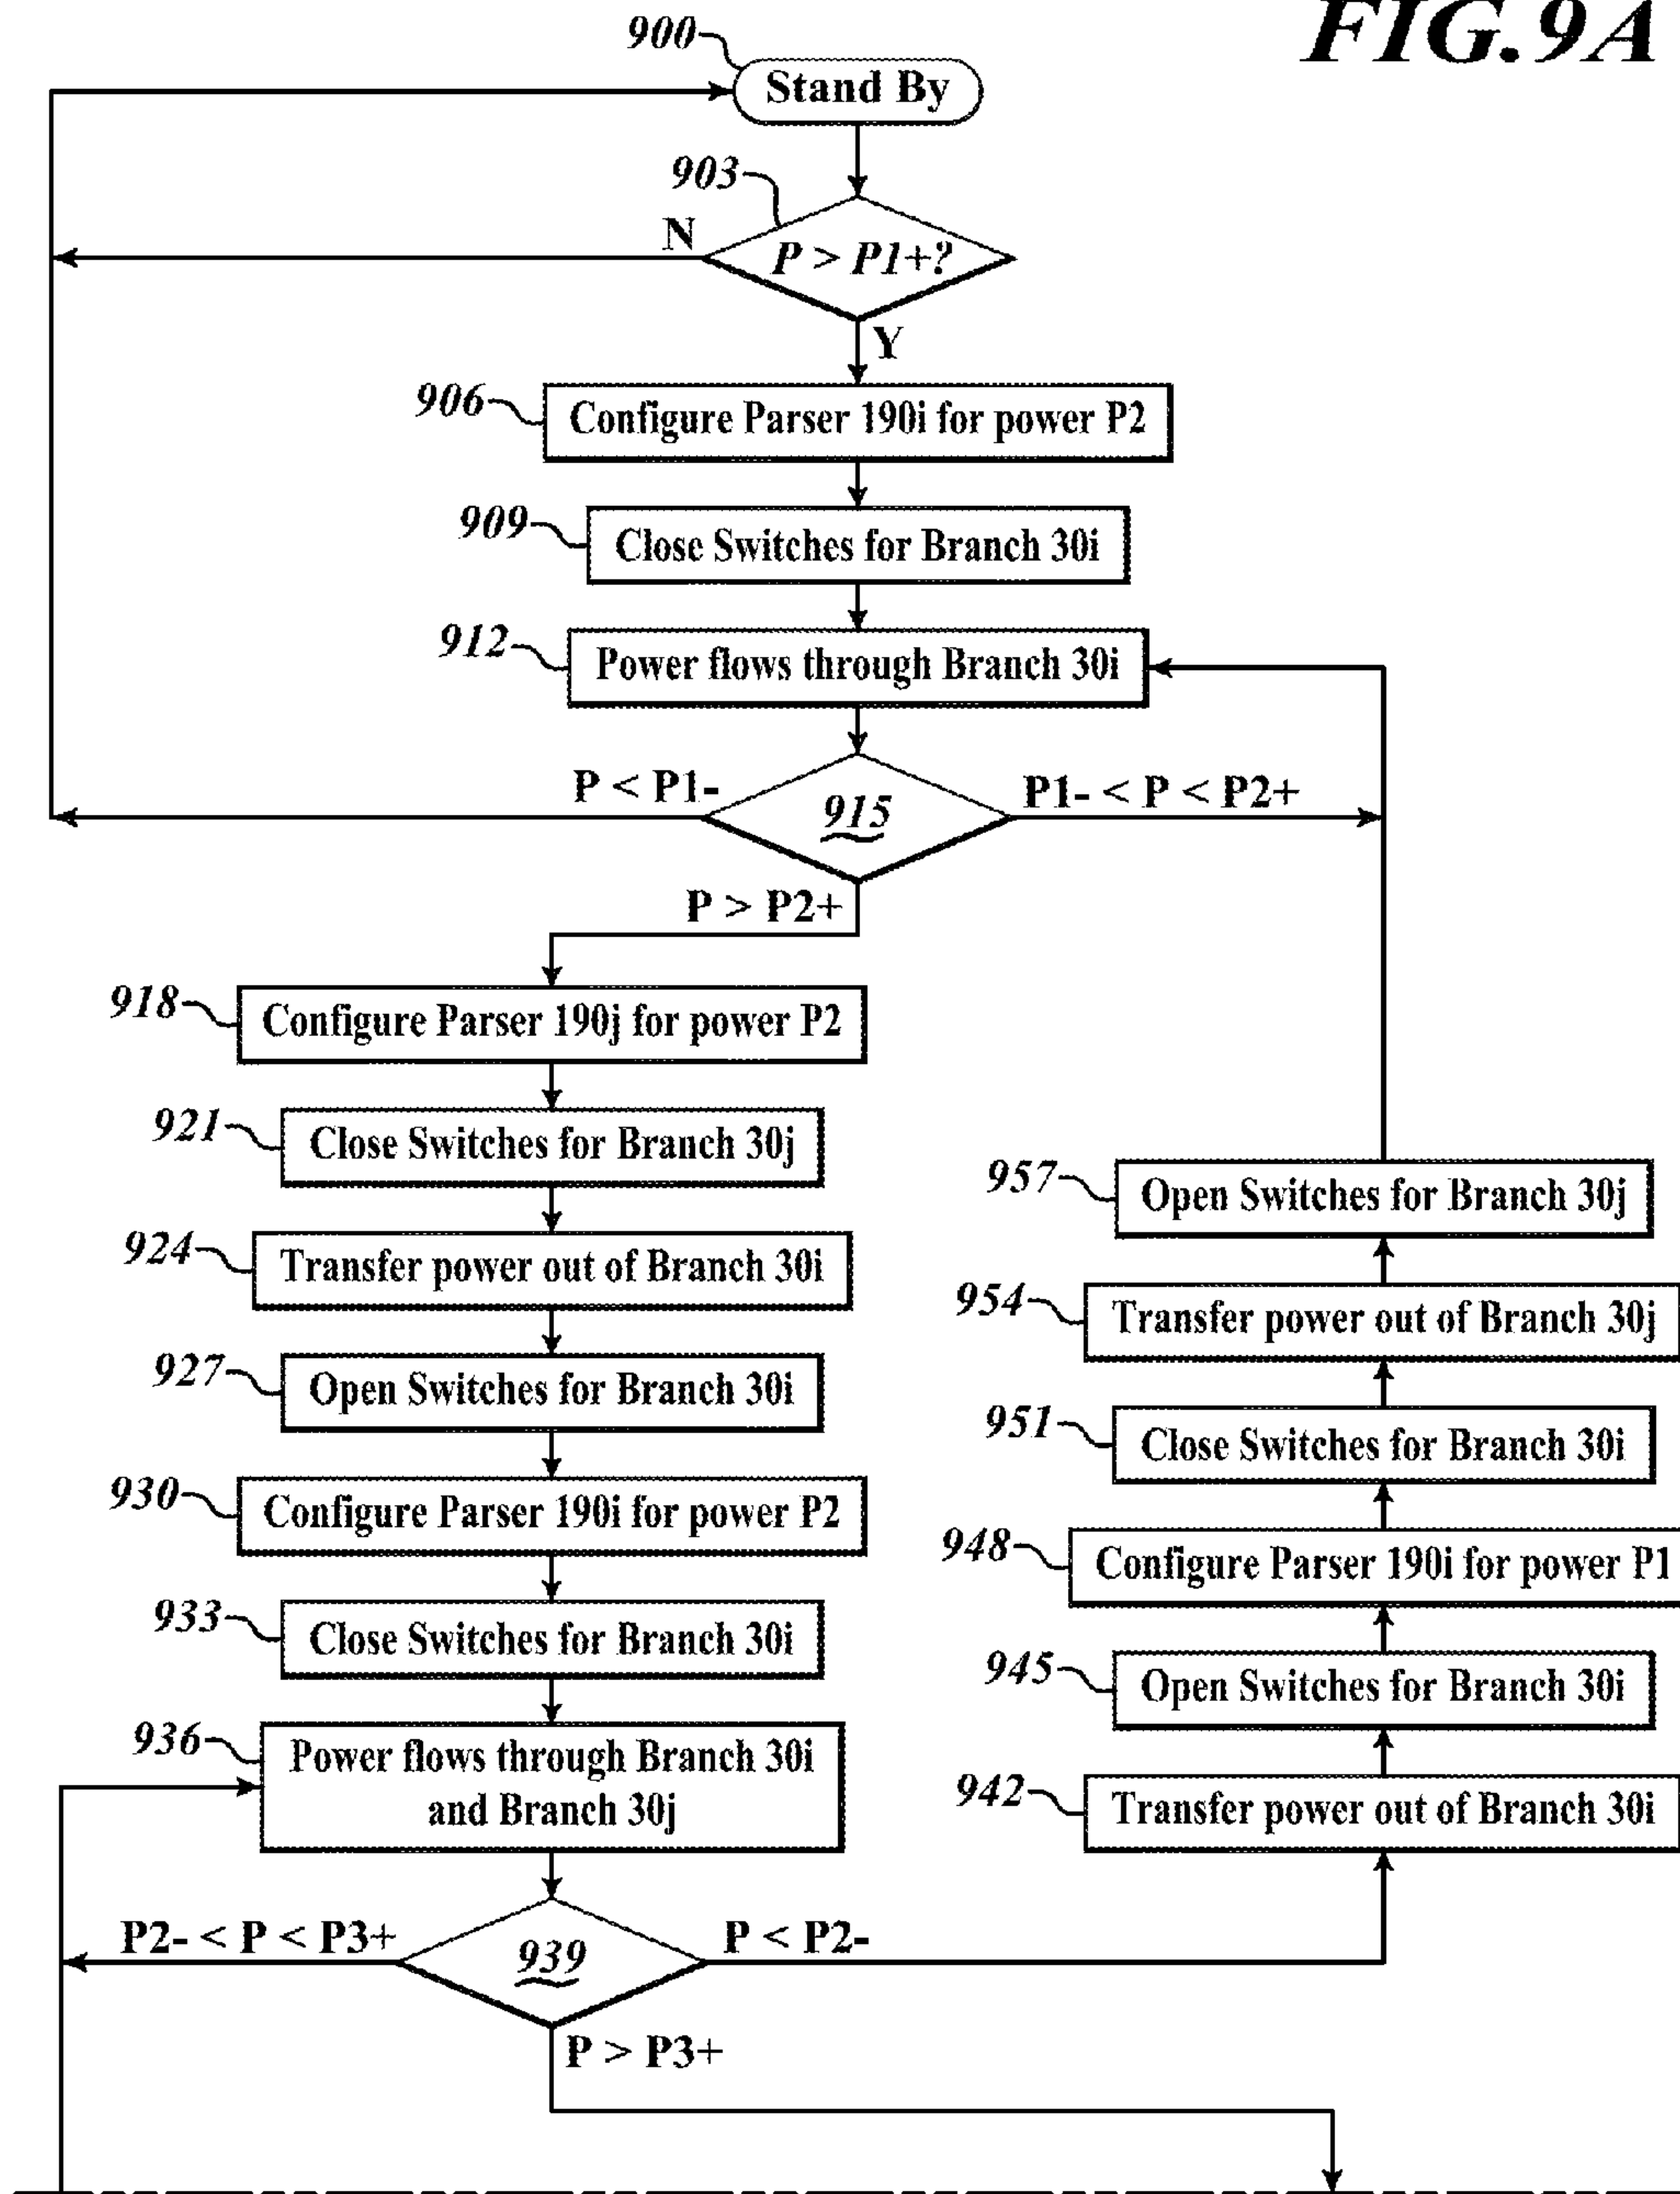 FIG.9A
900
Stand By
903
N
P > P1+?
Y
906
Configure Parser 190i for power P2
909
Close Switches for Branch 30i
912
Power flows through Branch 30i
P < P1-
915
P1- < P < P2+
P > P2+
918
Configure Parser 190j for power P2
921
Close Switches for Branch 30j
924
Transfer power out of Branch 30i
927
Open Switches for Branch 30i
930
Configure Parser 190i for power P2
933
Close Switches for Branch 30i
936
Power flows through Branch 30i
and Branch 30j
P2- < P < P3+
939
P < P2-
P > P3+
957
Open Switches for Branch 30j
954
Transfer power out of Branch 30j
951
Close Switches for Branch 30i
948
Configure Parser 190i for power P1
945
Open Switches for Branch 30i
942
Transfer power out of Branch 30i